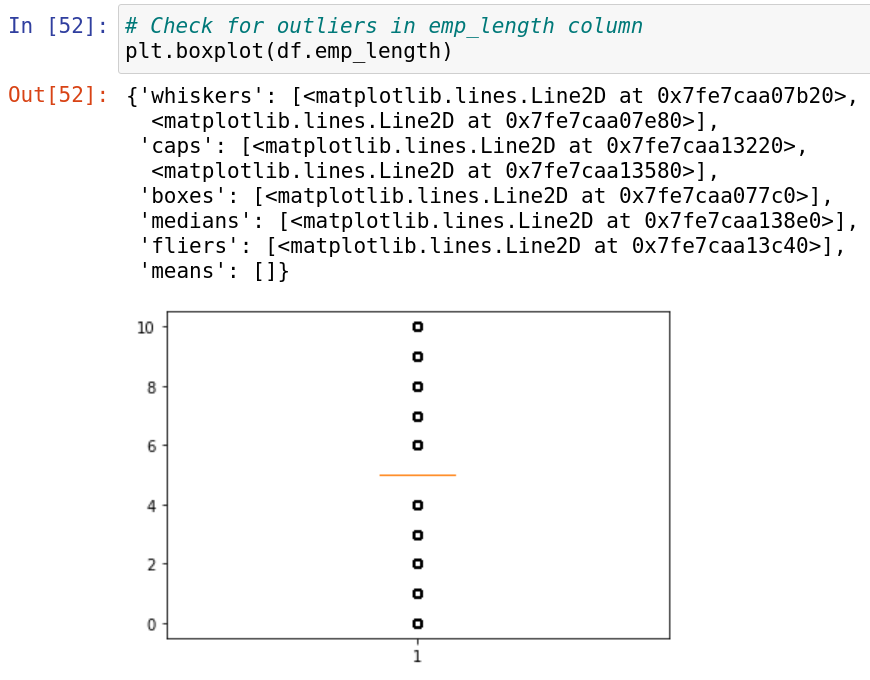 In [52]: # Check for outliers in emp_length column
plt.boxplot(df.emp_length)
Out[52]: {'whiskers': [<matplotlib.lines.Line2D at 0x7fe7caa07b20>,
<matplotlib.lines.Line2D at 0x7fe7caa07e80>],
'caps': [<matplotlib.lines.Line2D at 0x7fe7caa13220>,
<matplotlib.lines.Line2D at 0x7fe7caa13580>],
'boxes': [<matplotlib.lines.Line2D at 0x7fe7caa077c0>],
'medians': [<matplotlib.lines.Line2D at 0x7fe7caa138e0>],
'fliers': [<matplotlib.lines.Line2D at 0x7fe7caa13c40>],
'means': []}
10
8
6
4
2
0
1